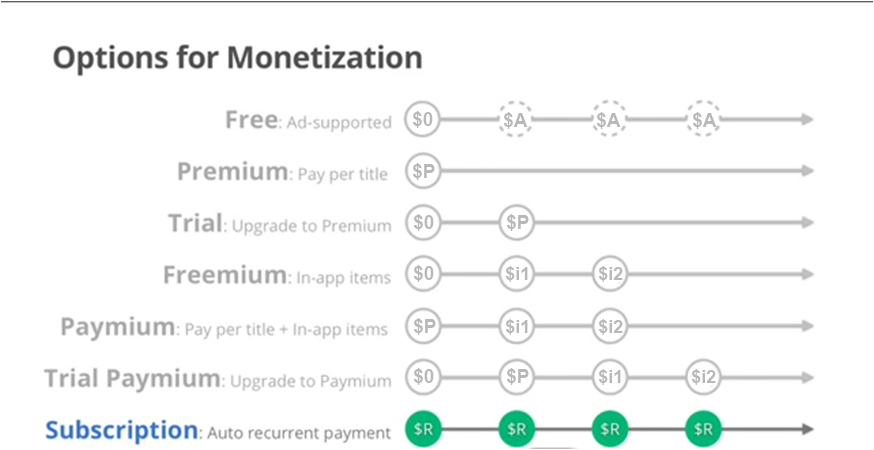 Options for Monetization
Free: Ad-supported $0 $A $A $A
Premium: Pay per title $P
Trial: Upgrade to Premium $0 $P
Freemium: In-app items $0 $i1 $i2
Paymium: Pay per title + In-app items $P $i1 $i2
Trial Paymium: Upgrade to Paymium $0 $P $i1 $i2
Subscription: Auto recurrent payment $R $R $R $R